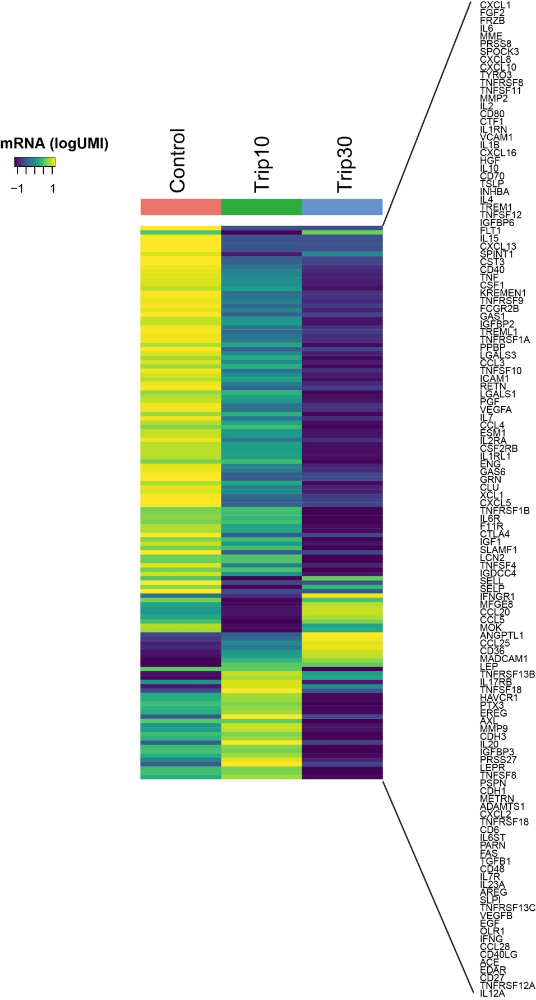 mRNA (logUMI)
−1 1
Control
Trip10
Trip30
CXCL1
FGF2
FRZB
IL6
MME
PRSS8
SPOCK3
CXCL8
CXCL10
TYRO3
TNFRSF8
TNFSF11
MMP2
IL2
CD80
CTF1
IL1RN
VCAM1
IL1B
CXCL16
HGF
IL10
CD70
TSLP
INHBA
IL4
TREM1
TNFSF12
IGFBP6
FLT1
IL15
CXCL13
SPINT1
CST3
CD40
TNF
CSF1
KREMEN1
TNFRSF9
FCGR2B
GAS1
IGFBP2
TREML1
TNFRSF1A
PPBP
LGALS3
CCL3
TNFSF10
ICAM1
RETN
LGALS1
PGF
VEGFA
IL7
CCL4
ESM1
IL2RA
CSF2RB
IL1RL1
ENG
GAS6
GRN
CLU
XCL1
CXCL5
TNFRSF1B
IL6R
F11R
CTLA4
IGF1
SLAMF1
LCN2
TNFSF4
IGDCC4
SELL
SELP
IFNGR1
MFGE8
CCL20
CCL5
MOK
ANGPTL1
CCL25
CD36
MADCAM1
LEP
TNFRSF13B
IL17RB
TNFSF18
HAVCR1
PTX3
EREG
AXL
MMP9
CDH3
IL20
IGFBP3
PRSS27
LEPR
TNFSF8
PSPN
CDH1
METRN
ADAMTS1
CXCL2
TNFRSF18
CD6
IL6ST
PARN
FAS
TGFB1
CD48
IL7R
IL23A
AREG
SLPI
TNFRSF13C
VEGFB
EGF
OLR1
IFNG
CCL28
CD40LG
ACE
EDAR
CD27
TNFRSF12A
IL12A